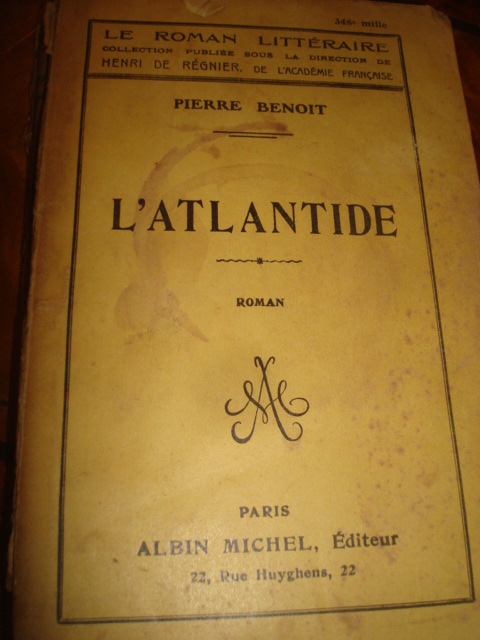 348e mille
LE ROMAN LITTÉRAIRE
COLLECTION PUBLIÉE SOUS LA DIRECTION DE
HENRI DE RÉGNIER, DE L'ACADÉMIE FRANÇAISE
PIERRE BENOIT
L'ATLANTIDE
ROMAN
PARIS
ALBIN MICHEL, Éditeur
22, Rue Huyghens, 22